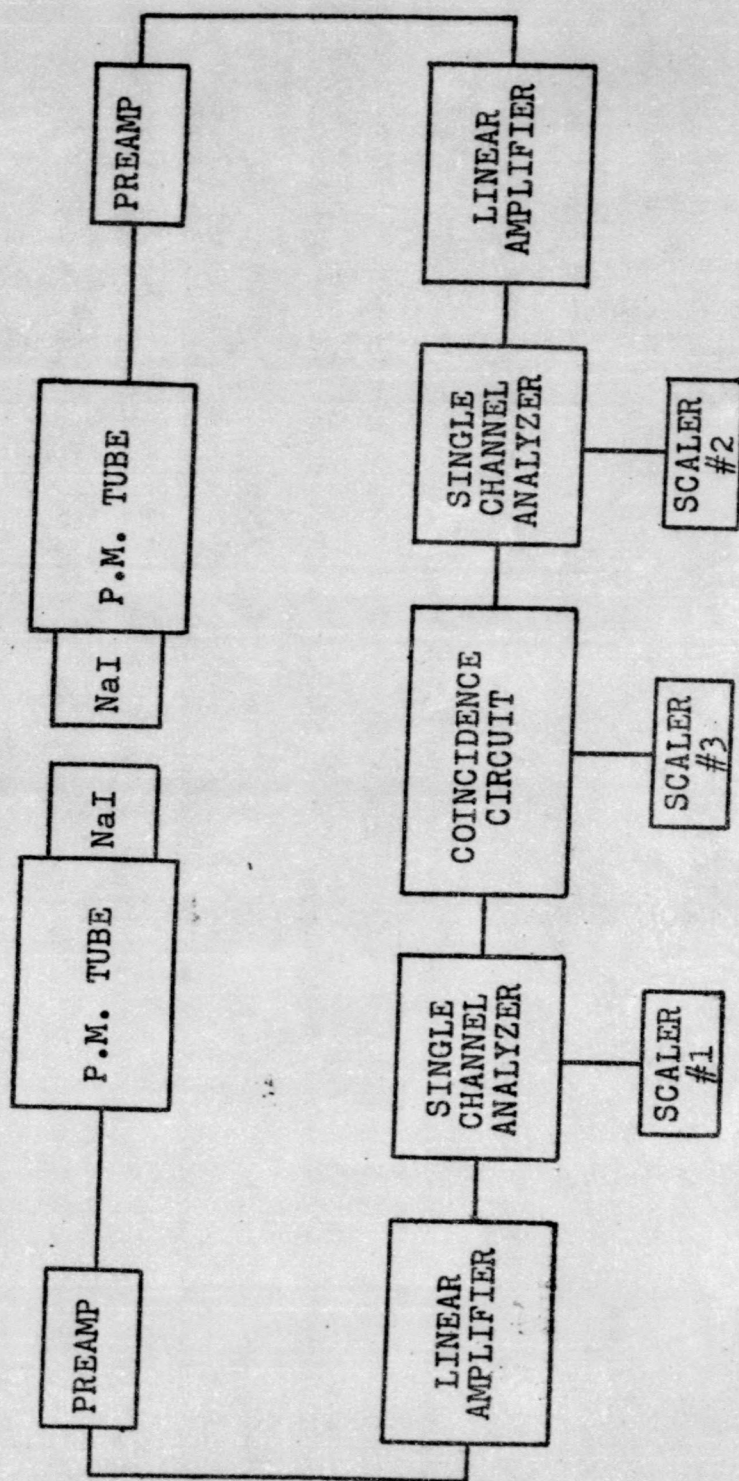 PREAMP
P.M. TUBE
NaI
NaI
P.M. TUBE
PREAMP
LINEAR
AMPLIFIER
SINGLE
CHANNEL
ANALYZER
COINCIDENCE
CIRCUIT
SINGLE
CHANNEL
ANALYZER
LINEAR
AMPLIFIER
SCALER
#1
SCALER
#3
SCALER
#2